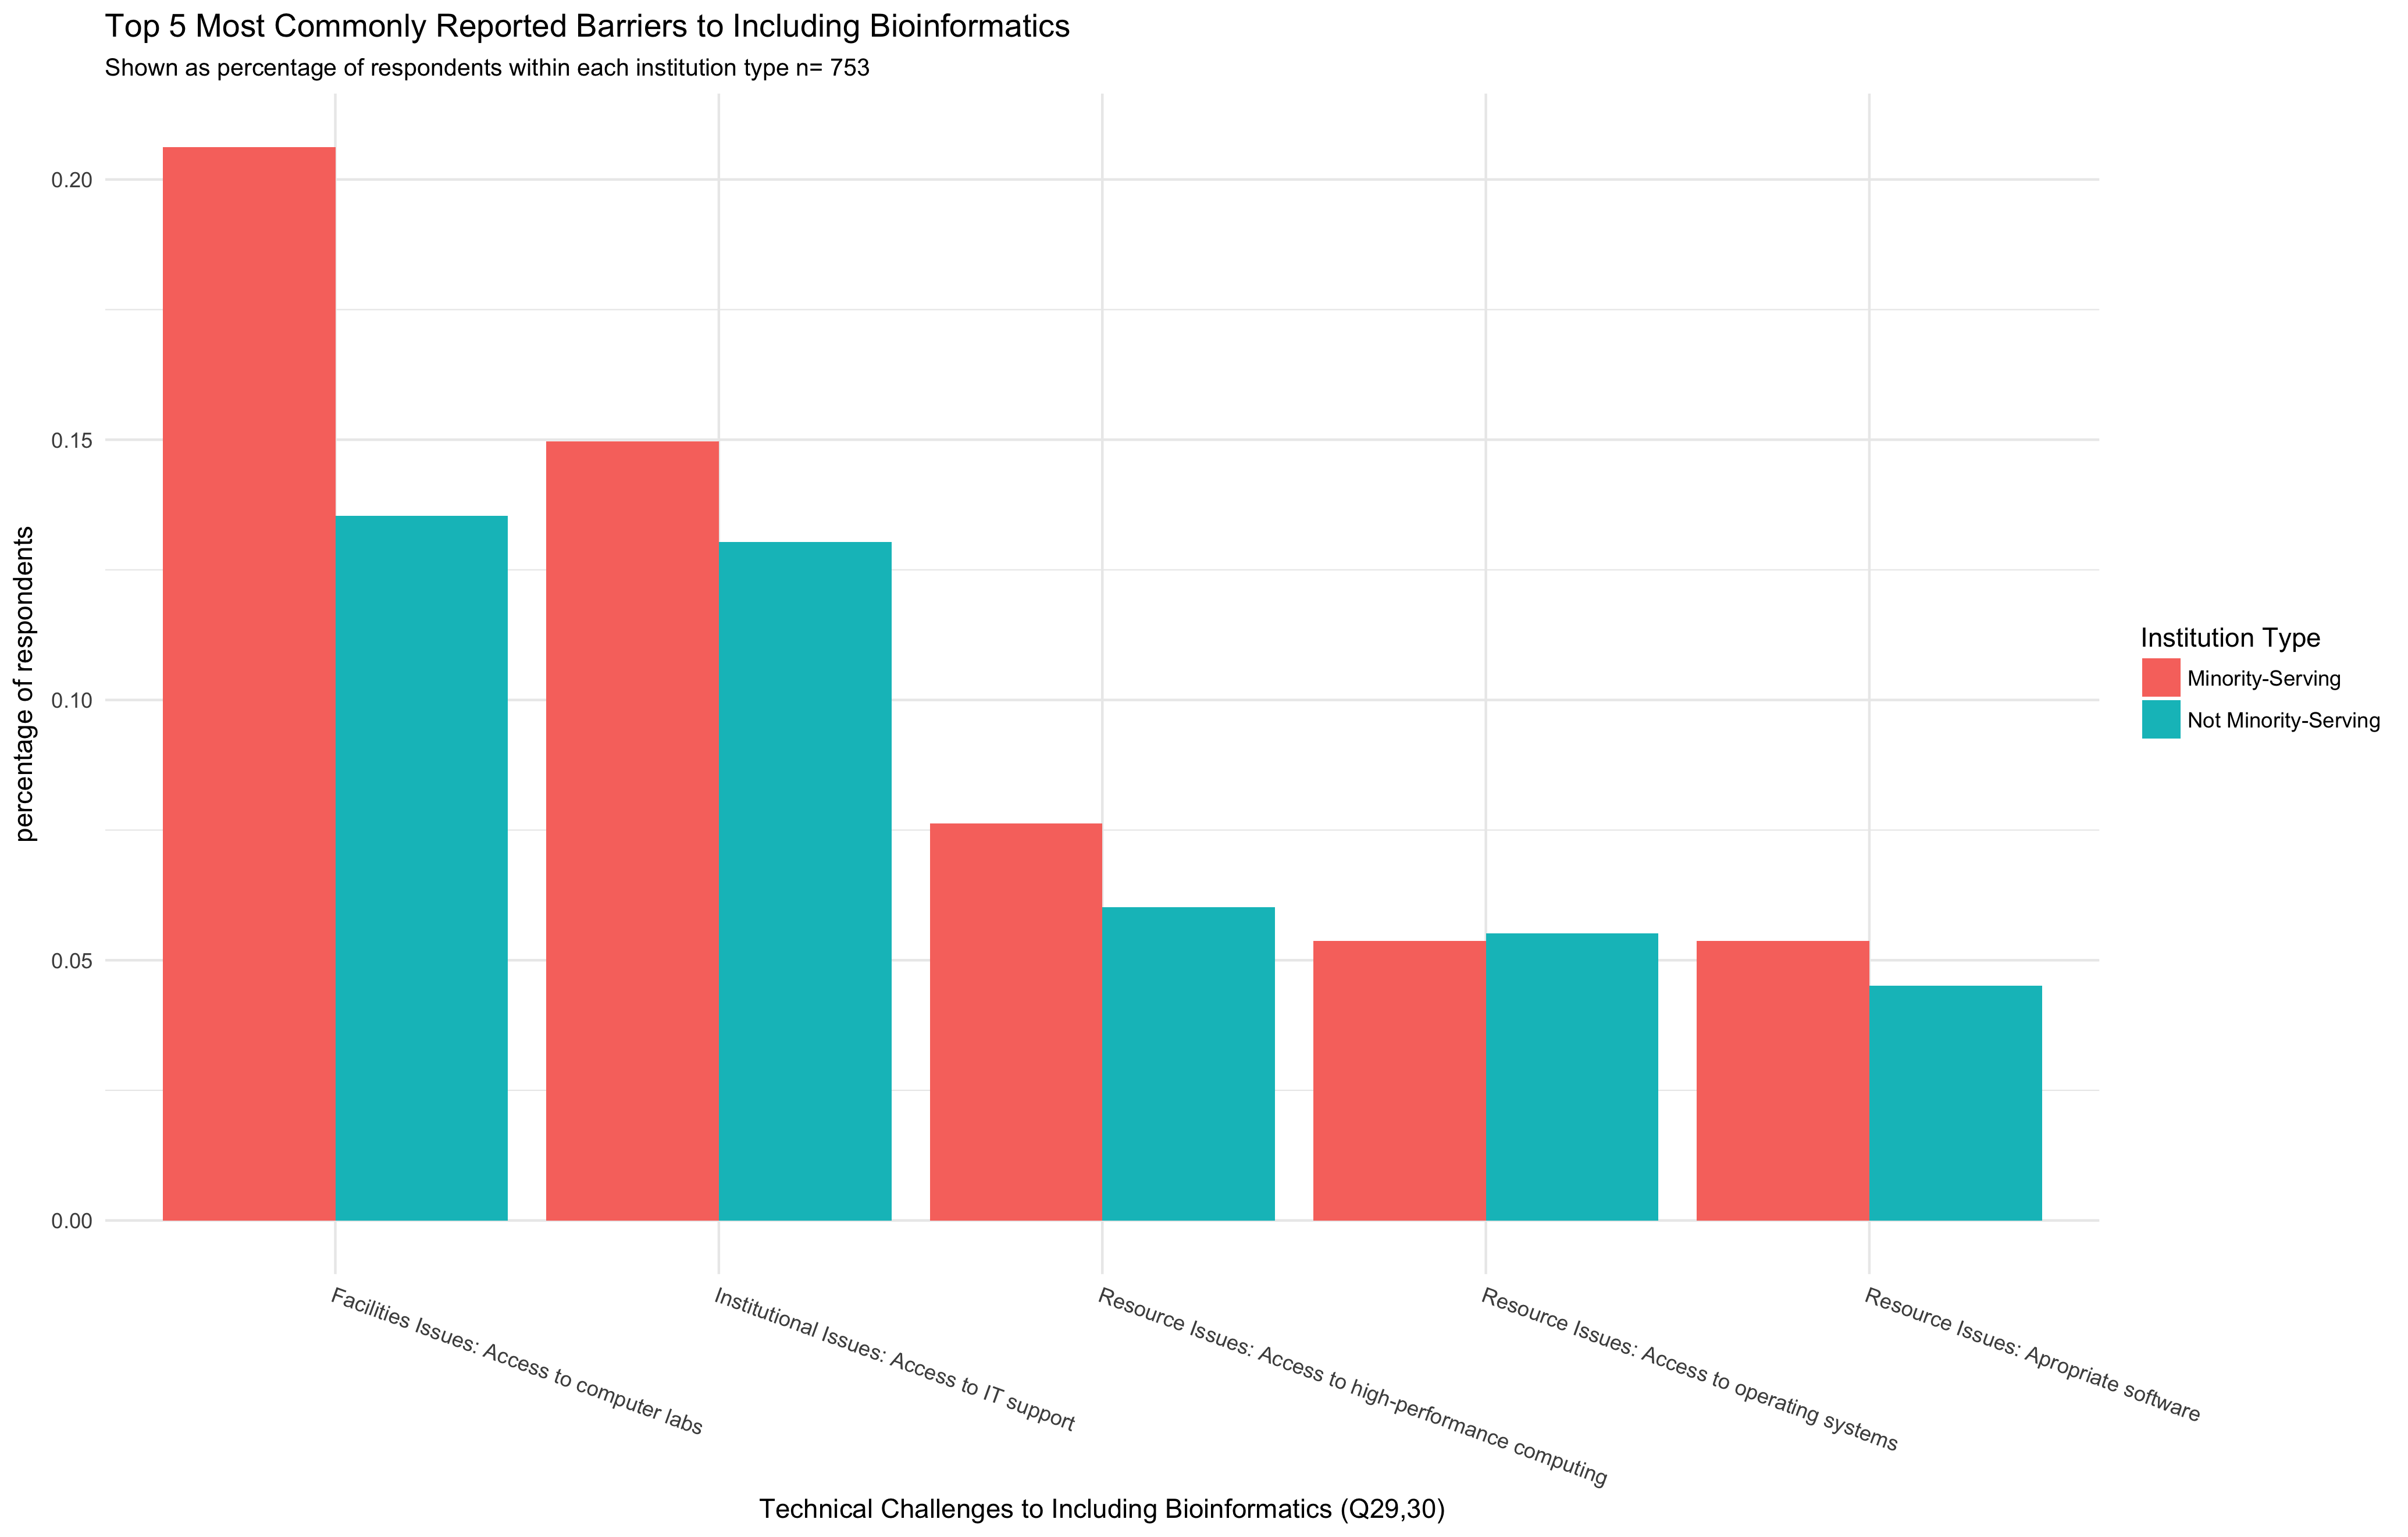 Top 5 Most Commonly Reported Barriers to Including Bioinformatics
Shown as percentage of respondents within each institution type n= 753
percentage of respondents
0.20
0.15
0.10
0.05
0.00
Institution Type
Minority-Serving
Not Minority-Serving
Facilities Issues: Access to computer labs
Institutional Issues: Access to IT support
Resource Issues: Access to high-performance computing
Resource Issues: Access to operating systems
Resource Issues: Apropriate software
Technical Challenges to Including Bioinformatics (Q29,30)